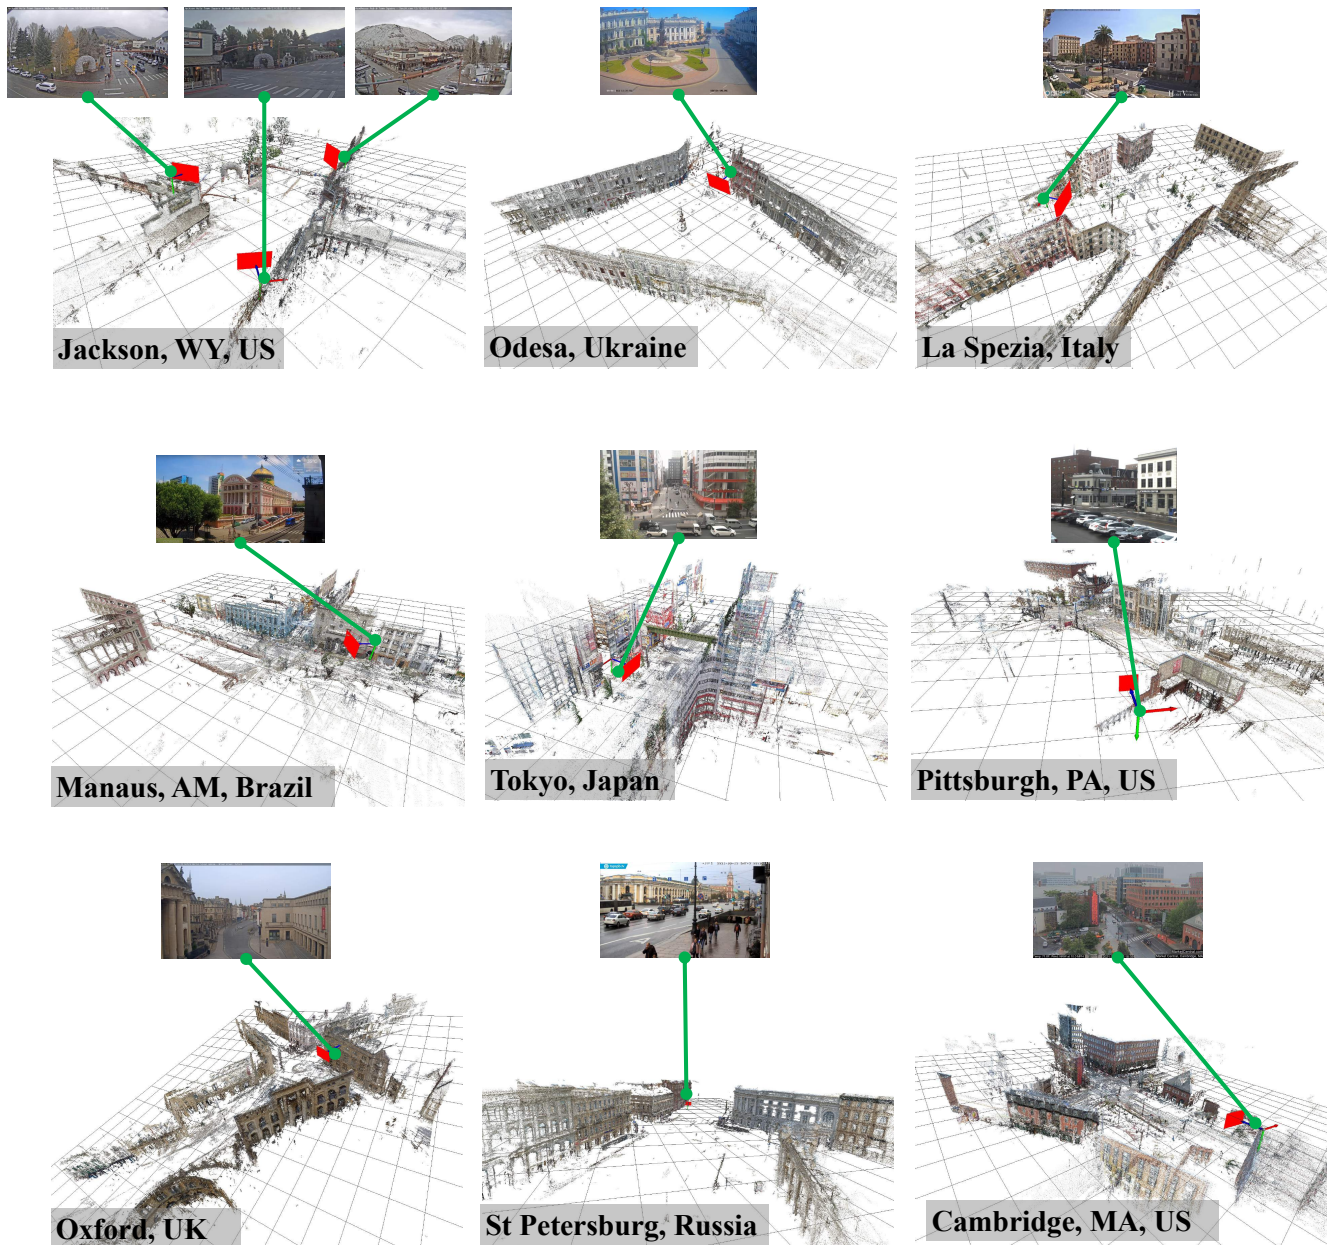 Jackson, WY, US
Odesa, Ukraine
La Spezia, Italy
Manaus, AM, Brazil
Tokyo, Japan
Pittsburgh, PA, US
Oxford, UK
St Petersburg, Russia
Cambridge, MA, US